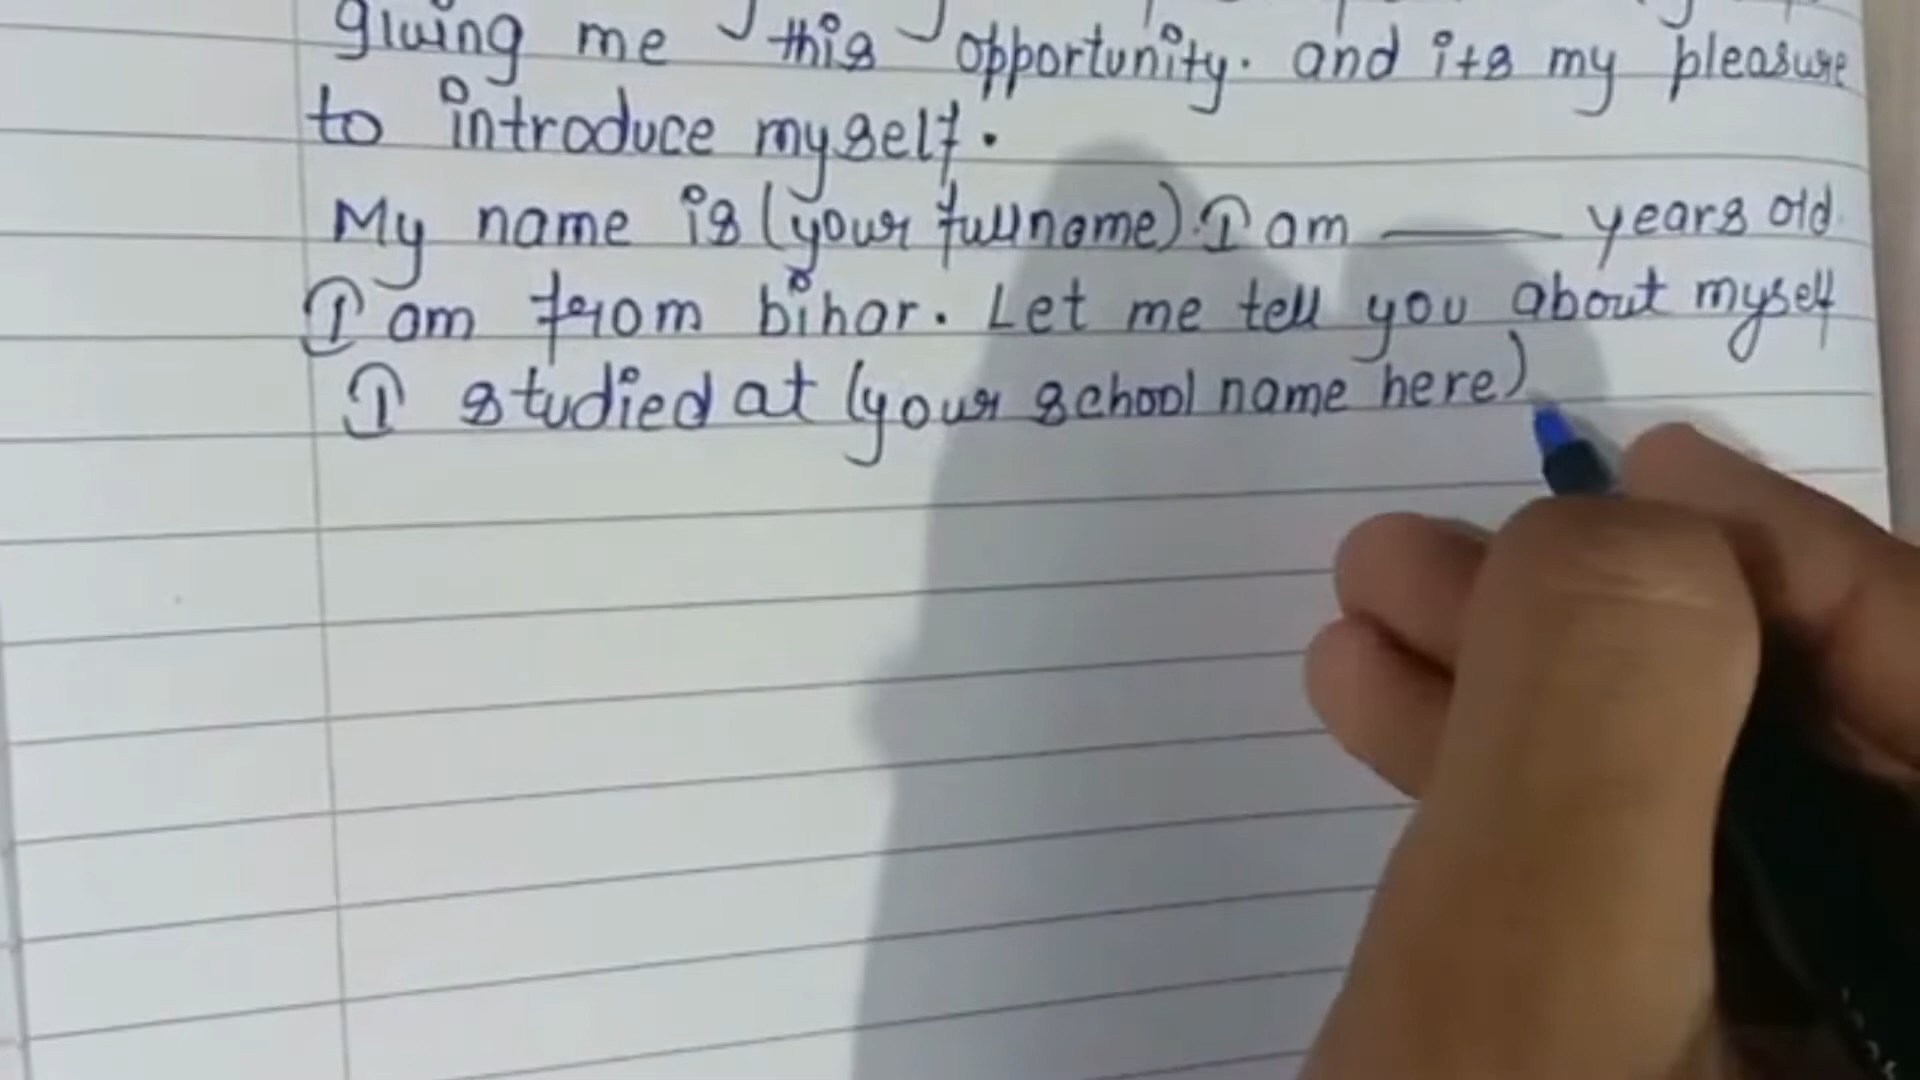 giving me this opportunity. and its my pleasure
to introduce myself.
My name is (your fullname). I am ____ years old.
I am from bihar. Let me tell you about myself
I studied at (your school name here)